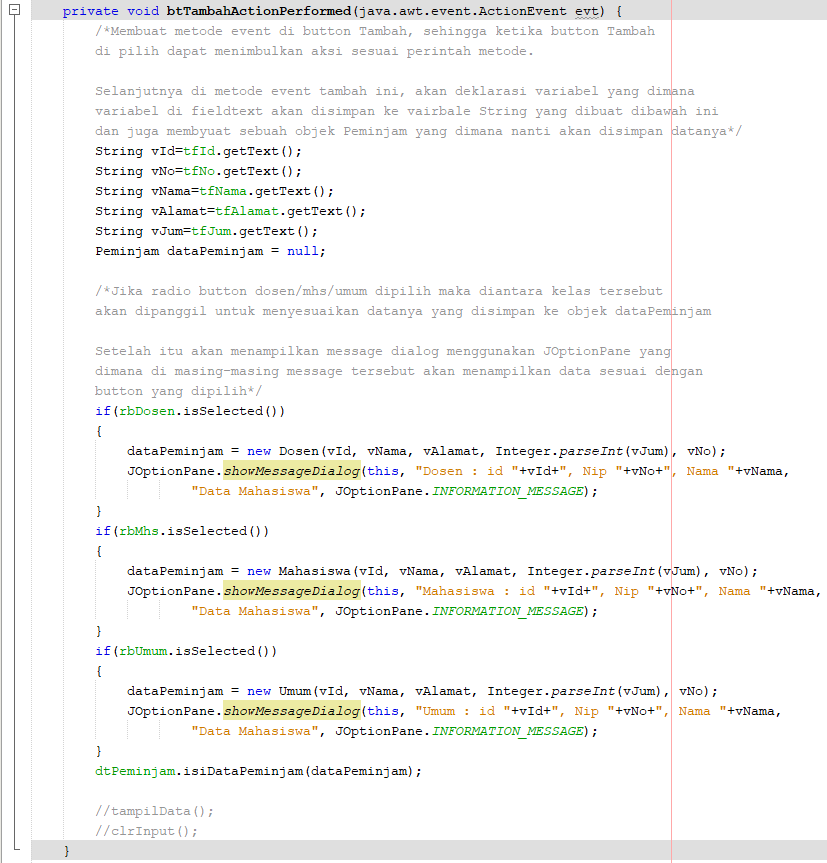 private void btTambahActionPerformed(java.awt.event.ActionEvent evt) {
/*Membuat metode event di button Tambah, sehingga ketika button Tambah
di pilih dapat menimbulkan aksi sesuai perintah metode.
Selanjutnya di metode event tambah ini, akan deklarasi variabel yang dimana
variabel di fieldtext akan disimpan ke vairbale String yang dibuat dibawah ini
dan juga membyuat sebuah objek Peminjam yang dimana nanti akan disimpan datanya*/
String vId=tfId.getText();
String vNo=tfNo.getText();
String vNama=tfNama.getText();
String vAlamat=tfAlamat.getText();
String vJum=tfJum.getText();
Peminjam dataPeminjam = null;
/*Jika radio button dosen/mhs/umum dipilih maka diantara kelas tersebut
akan dipanggil untuk menyesuaikan datanya yang disimpan ke objek dataPeminjam
Setelah itu akan menampilkan message dialog menggunakan JOptionPane yang
dimana di masing-masing message tersebut akan menampilkan data sesuai dengan
button yang dipilih*/
if(rbDosen.isSelected())
{
dataPeminjam = new Dosen(vId, vNama, vAlamat, Integer.parseInt(vJum), vNo);
JOptionPane.showMessageDialog(this, "Dosen : id "+vId+", Nip "+vNo+", Nama "+vNama,
"Data Mahasiswa", JOptionPane.INFORMATION_MESSAGE);
}
if(rbMhs.isSelected())
{
dataPeminjam = new Mahasiswa(vId, vNama, vAlamat, Integer.parseInt(vJum), vNo);
JOptionPane.showMessageDialog(this, "Mahasiswa : id "+vId+", Nip "+vNo+", Nama "+vNama,
"Data Mahasiswa", JOptionPane.INFORMATION_MESSAGE);
}
if(rbUmum.isSelected())
{
dataPeminjam = new Umum(vId, vNama, vAlamat, Integer.parseInt(vJum), vNo);
JOptionPane.showMessageDialog(this, "Umum : id "+vId+", Nip "+vNo+", Nama "+vNama,
"Data Mahasiswa", JOptionPane.INFORMATION_MESSAGE);
}
dtPeminjam.isiDataPeminjam(dataPeminjam);
//tampilData();
//clrInput();
}